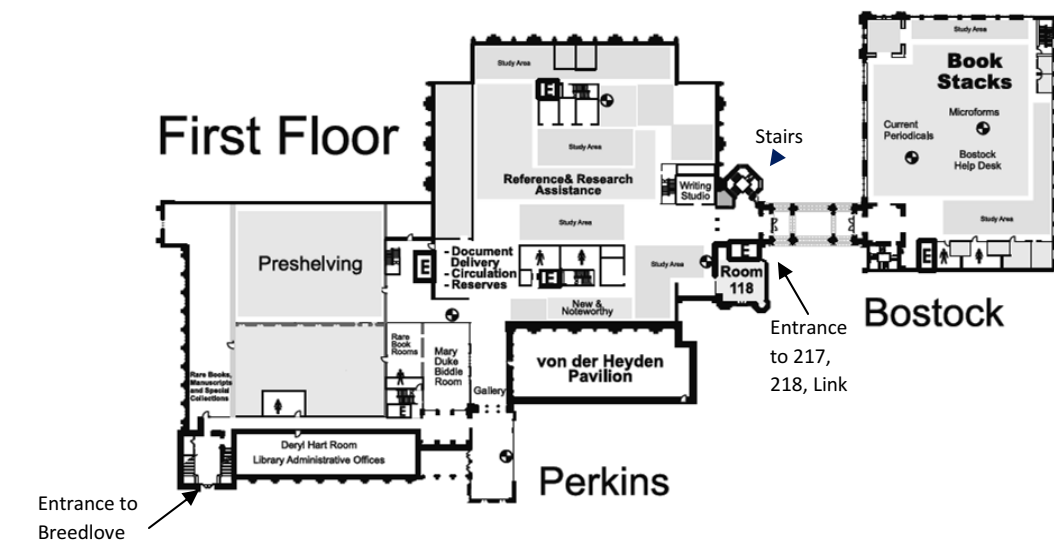 First Floor
Study Area
E
Study Area
Reference& Research
Assistance
Writing
Studio
Stairs
Study Area
Book
Stacks
Microforms
Current
Periodicals
Bostock
Help Desk
Study Area
Study Area
Preshelving
E
- Document
Delivery
- Circulation
- Reserves
E
Study Area
E
Room
118
E
New &
Noteworthy
Bostock
Entrance
to 217,
218, Link
Rare
Book
Rooms
Mary
Duke
Biddle
Room
von der Heyden
Pavilion
Gallery
Rare Books,
Manuscripts
and Special
Collections
E
Deryl Hart Room
Library Administrative Offices
Perkins
Entrance to
Breedlove